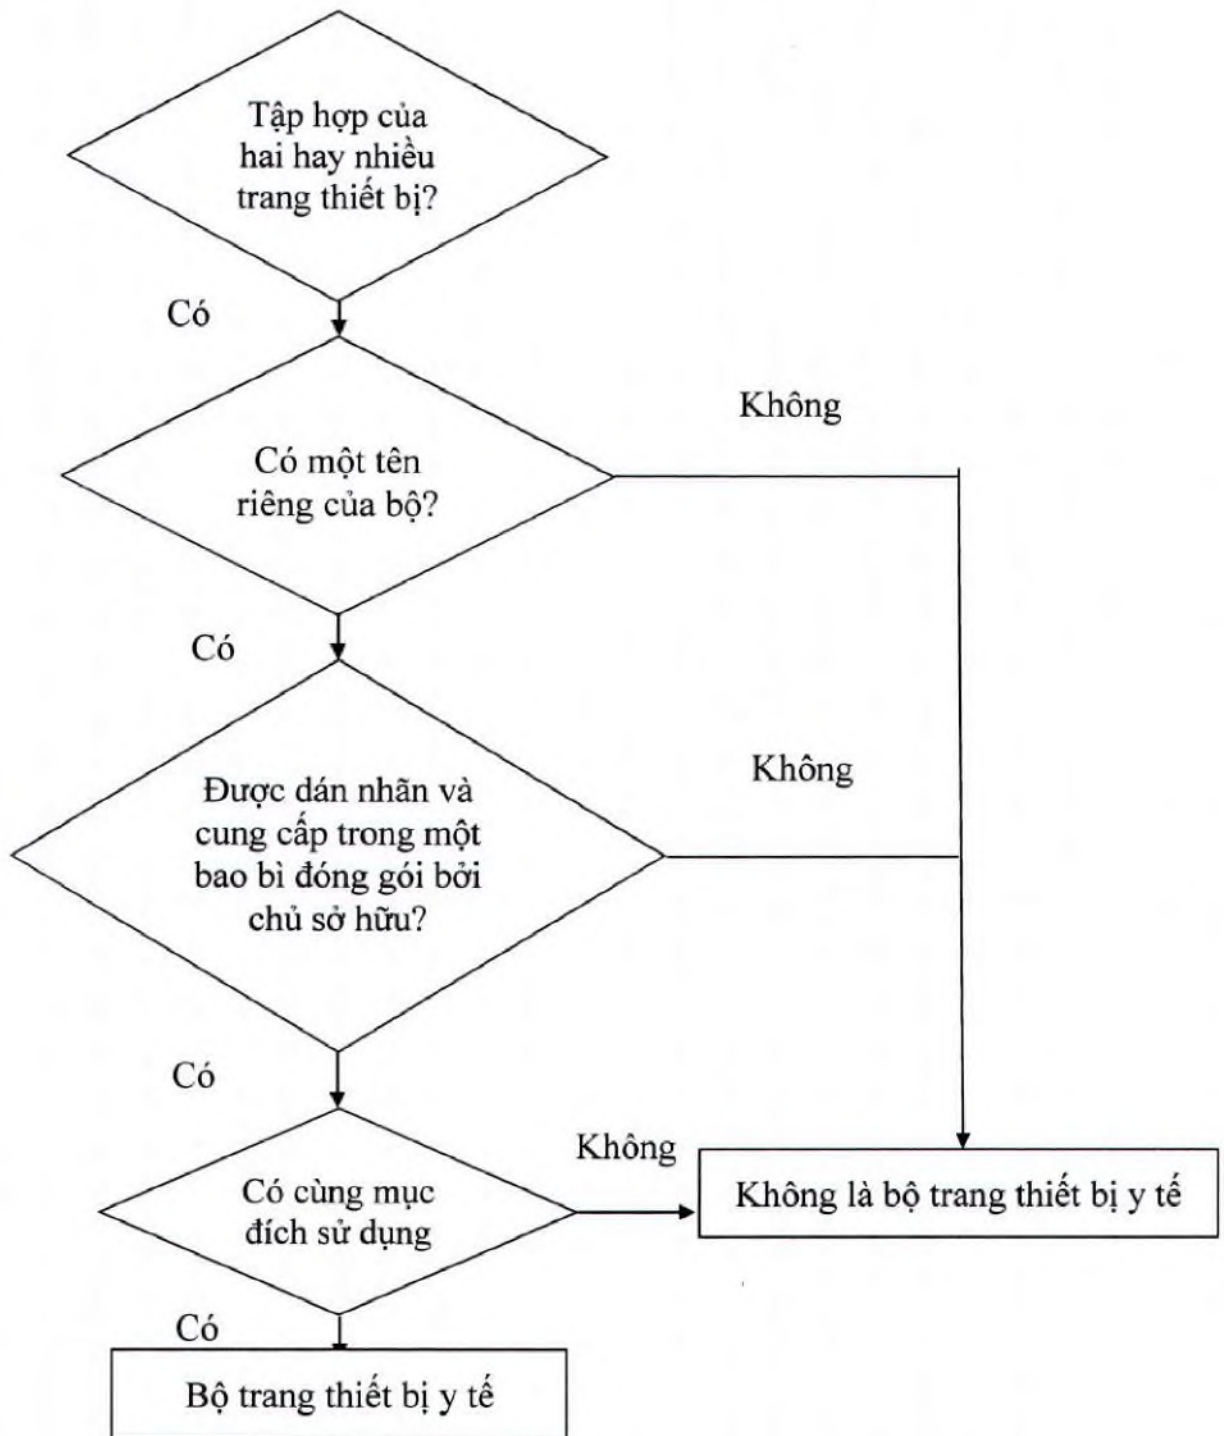 Tập hợp của
hai hay nhiều
trang thiết bị?
Có
Không
Có một tên
riêng của bộ?
Có
Không
Được dán nhãn và
cung cấp trong một
bao bì đóng gói bởi
chủ sở hữu?
Có
Không
Có cùng mục
đích sử dụng
Không là bộ trang thiết bị y tế
Có
Bộ trang thiết bị y tế